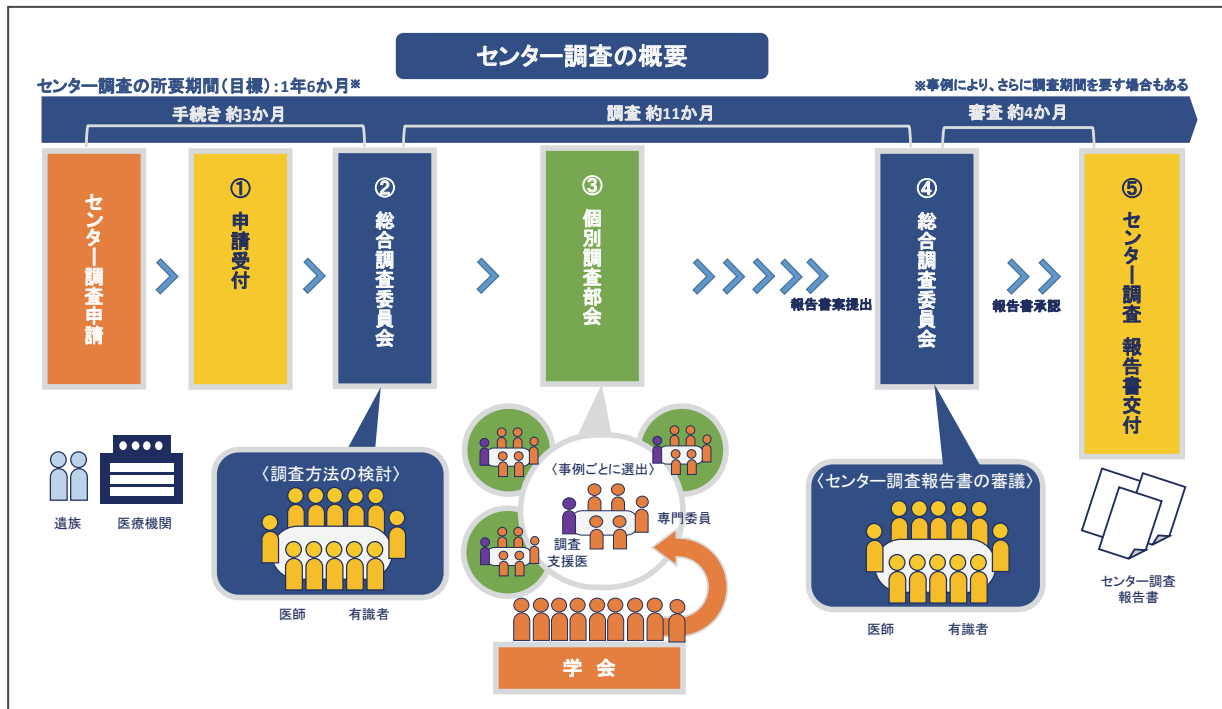 センター調査の概要
センター調査の所要期間(目標):1年6か月※
※事例により、さらに調査期間を要す場合もある
手続き 約3か月
調査 約11か月
審査 約4か月
センター調査申請
① 申請受付
② 総合調査委員会
③ 個別調査部会
報告書案提出
④ 総合調査委員会
報告書承認
⑤ センター調査 報告書交付
遺族
医療機関
〈調査方法の検討〉
医師
有識者
〈事例ごとに選出〉
専門委員
調査
支援医
学 会
〈センター調査報告書の審議〉
医師
有識者
センター調査
報告書